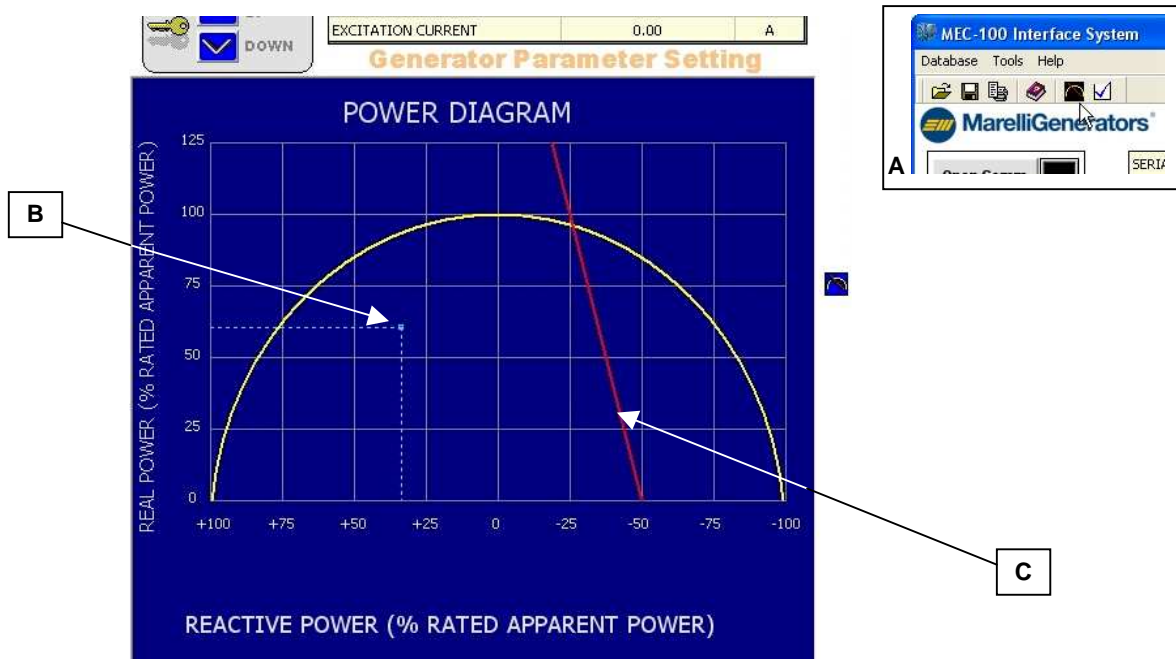 DOWN
EXCITATION CURRENT 0.00 A
Generator Parameter Setting
MEC-100 Interface System
Database Tools Help
MarelliGenerators
A
SERIA
POWER DIAGRAM
REAL POWER (% RATED APPARENT POWER)
125
100
75
50
25
0
+100 +75 +50 +25 0 -25 -50 -75 -100
REACTIVE POWER (% RATED APPARENT POWER)
B
C